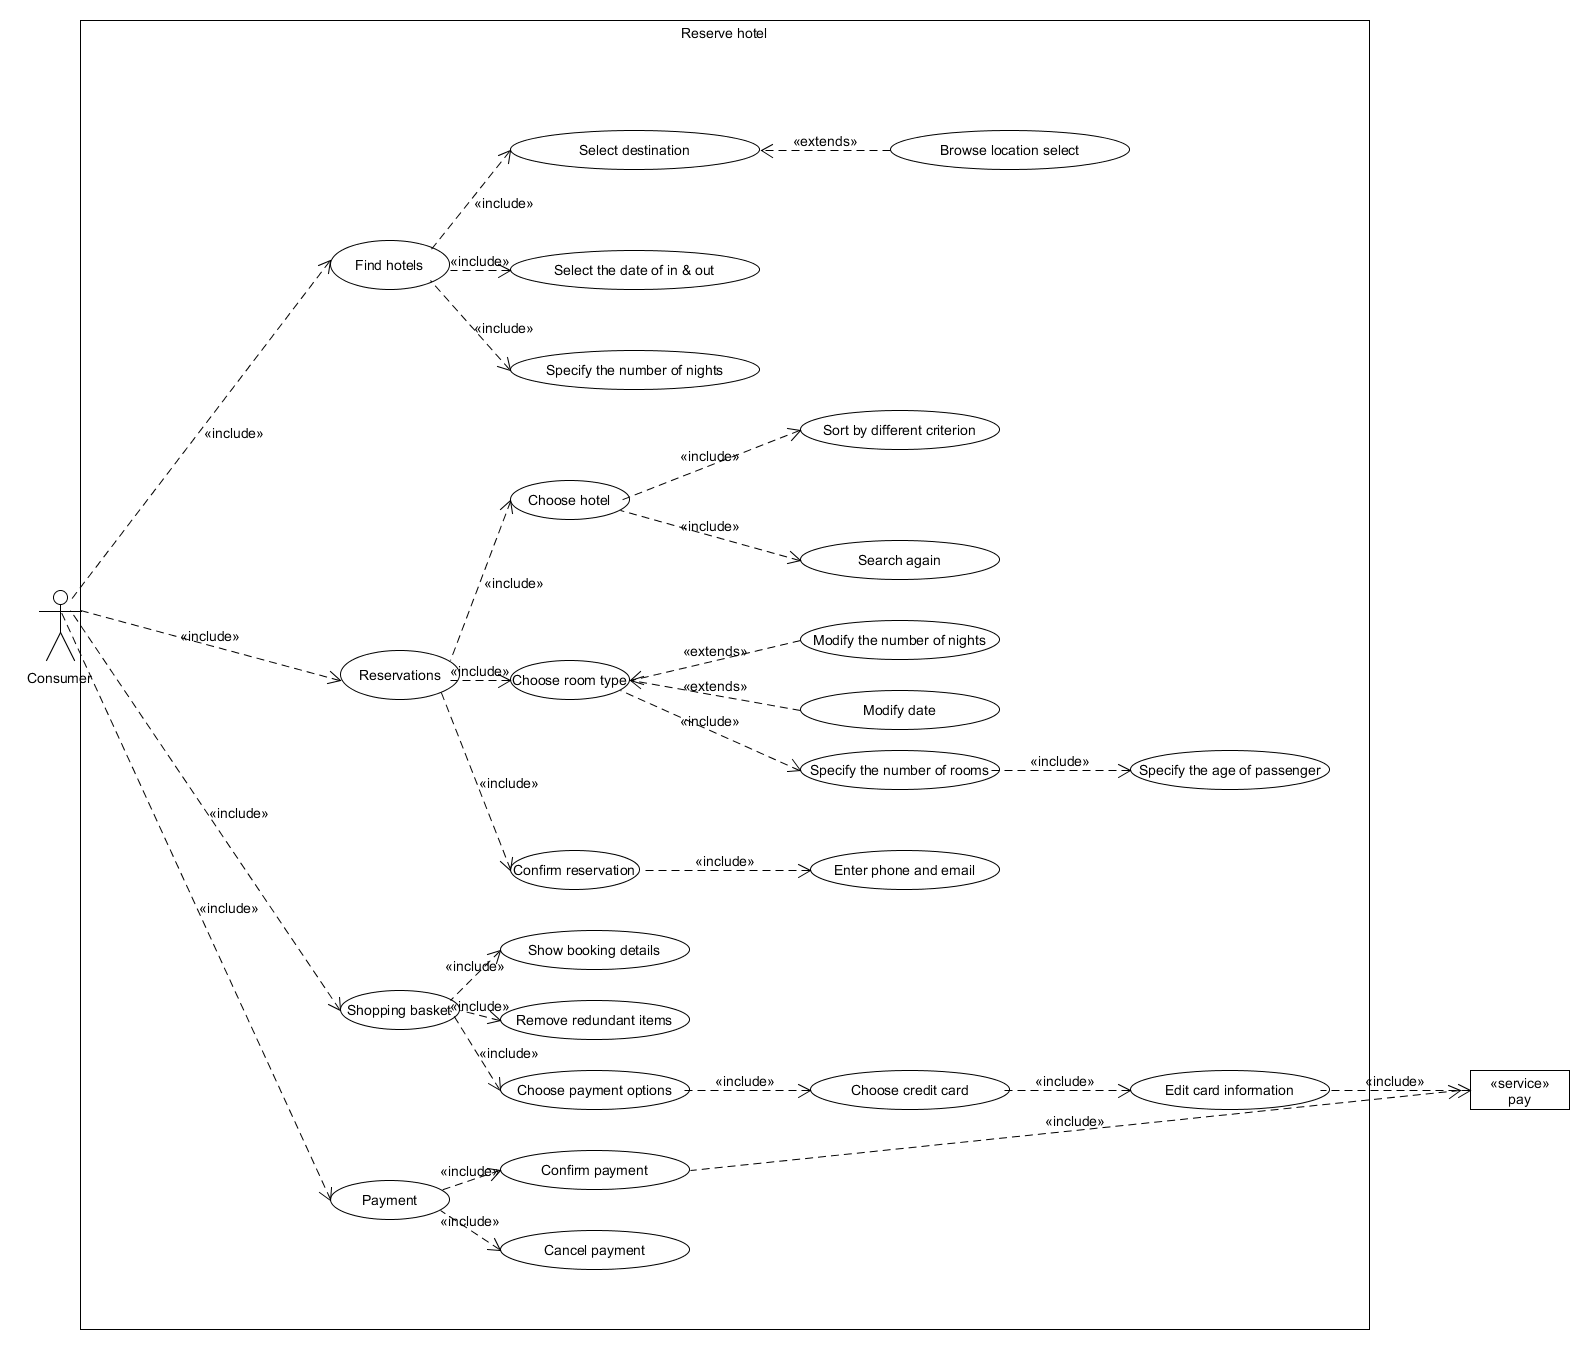 Reserve hotel
Select destination
«extends»
Browse location select
«include»
Find hotels
«include»
Select the date of in & out
«include»
Specify the number of nights
«include»
Sort by different criterion
«include»
Choose hotel
«include»
Search again
«include»
Consumer
«include»
Reservations
«include»
Choose room type
«extends»
Modify the number of nights
«extends»
Modify date
«include»
Specify the number of rooms
«include»
Specify the age of passenger
«include»
Confirm reservation
«include»
Enter phone and email
«include»
«include»
Show booking details
«include»
Shopping basket
«include»
Remove redundant items
«include»
Choose payment options
«include»
Choose credit card
«include»
Edit card information
«include»
«service»
pay
«include»
Confirm payment
«include»
Payment
«include»
Cancel payment